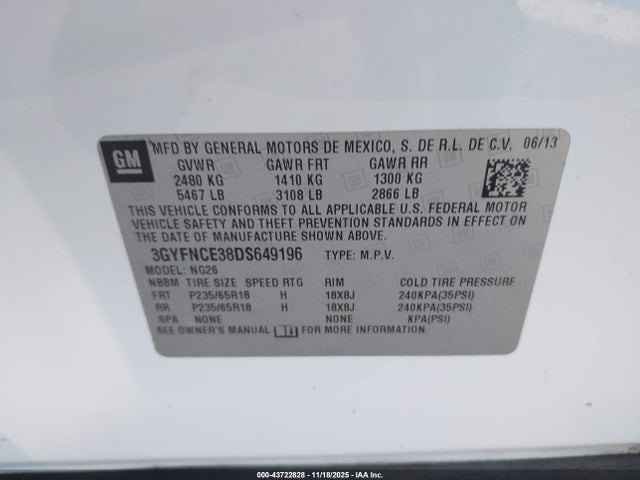 GM
MFD BY GENERAL MOTORS DE MEXICO, S. DE R.L. DE C.V. 06/13
GVWR GAWR FRT GAWR RR
2480 KG 1410 KG 1300 KG
5467 LB 3108 LB 2866 LB
THIS VEHICLE CONFORMS TO ALL APPLICABLE U.S. FEDERAL MOTOR
VEHICLE SAFETY AND THEFT PREVENTION STANDARDS IN EFFECT ON
THE DATE OF MANUFACTURE SHOWN ABOVE.
3GYFNCE38DS649196 TYPE: M.P.V.
MODEL: NG26
NBBM TIRE SIZE SPEED RTG RIM COLD TIRE PRESSURE
FRT P235/65R18 H 18X8J 240KPA(35PSI)
RR P235/65R18 H 18X8J 240KPA(35PSI)
SPA NONE NONE KPA(PSI)
SEE OWNER'S MANUAL FOR MORE INFORMATION.
000-43722828 - 11/18/2025 - IAA Inc.